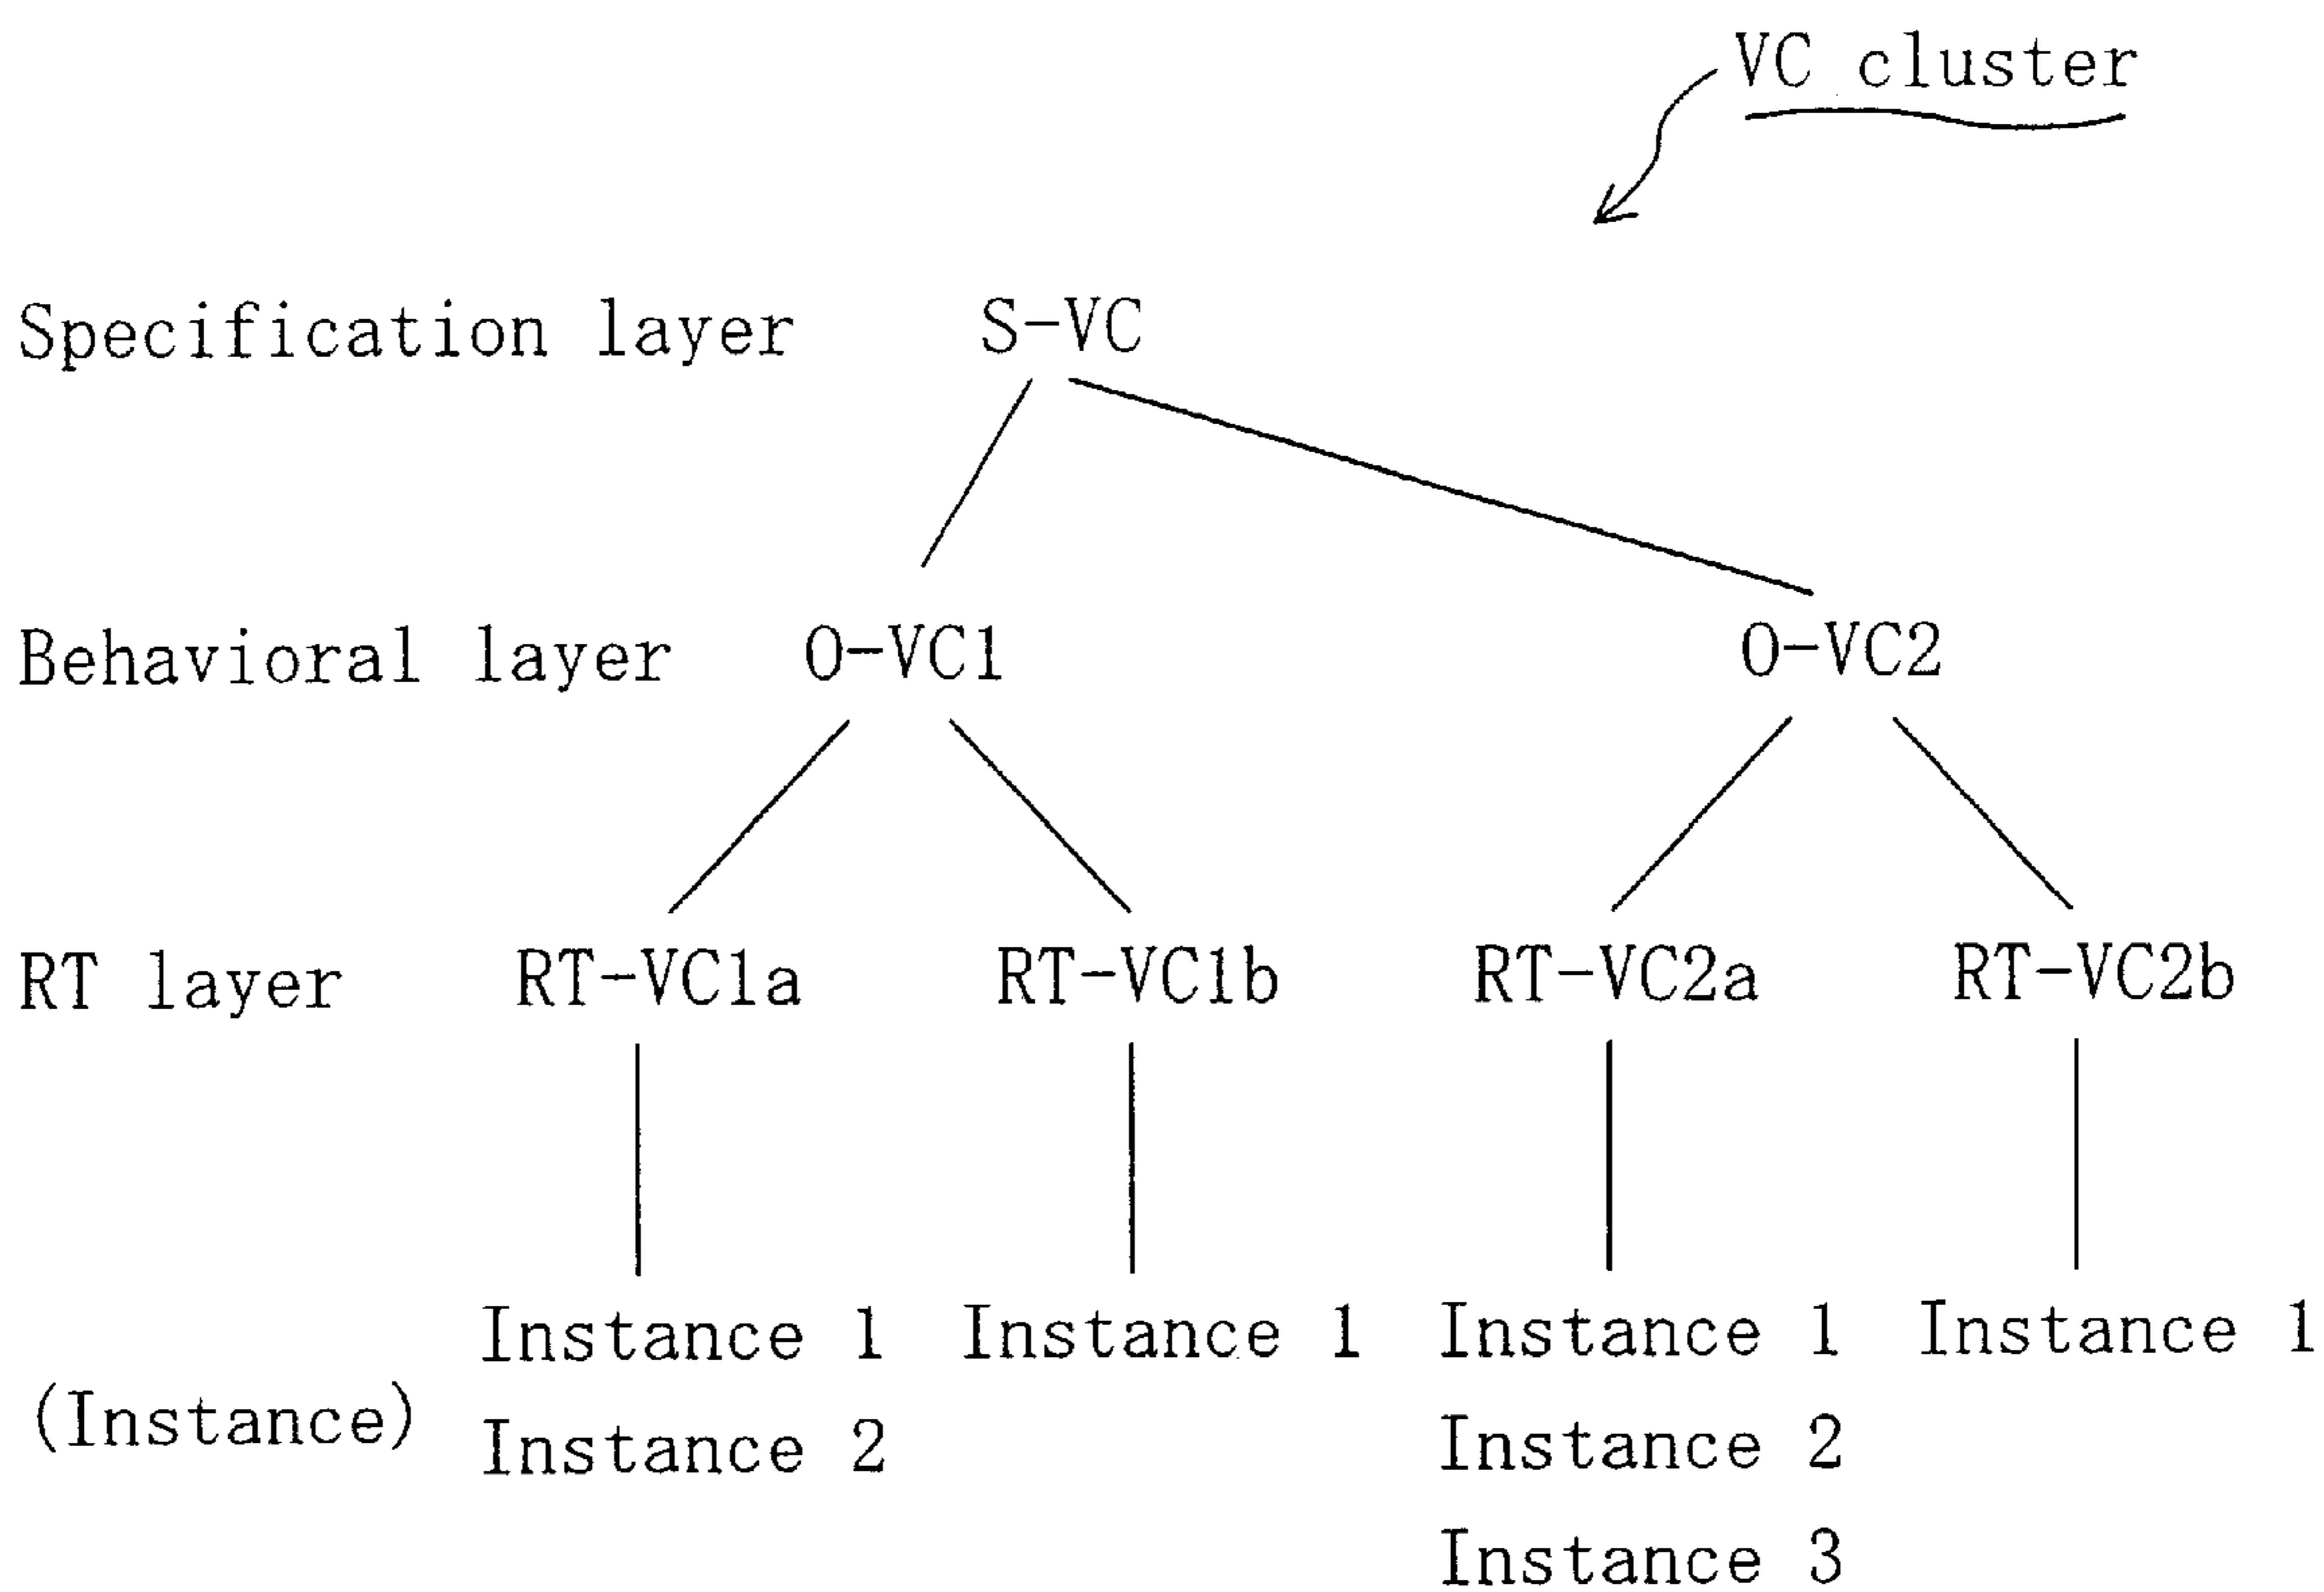 VC cluster
Specification layer S-VC
Behavioral layer O-VC1 O-VC2
RT layer RT-VC1a RT-VC1b RT-VC2a RT-VC2b
Instance 1 Instance 1 Instance 1 Instance 1
(Instance) Instance 2 Instance 2
Instance 3